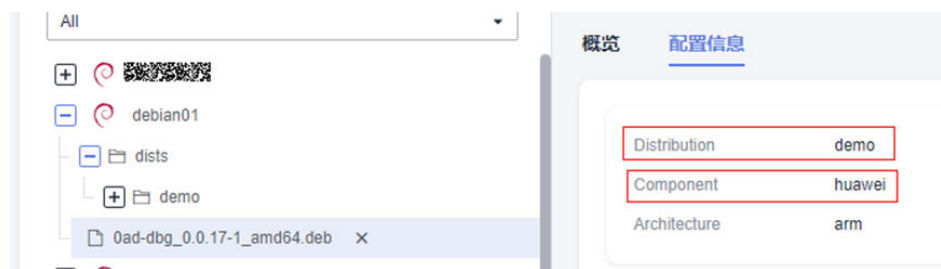 All
debian01
dists
demo
0ad-dbg_0.0.17-1_amd64.deb
概览 配置信息
Distribution demo
Component huawei
Architecture arm